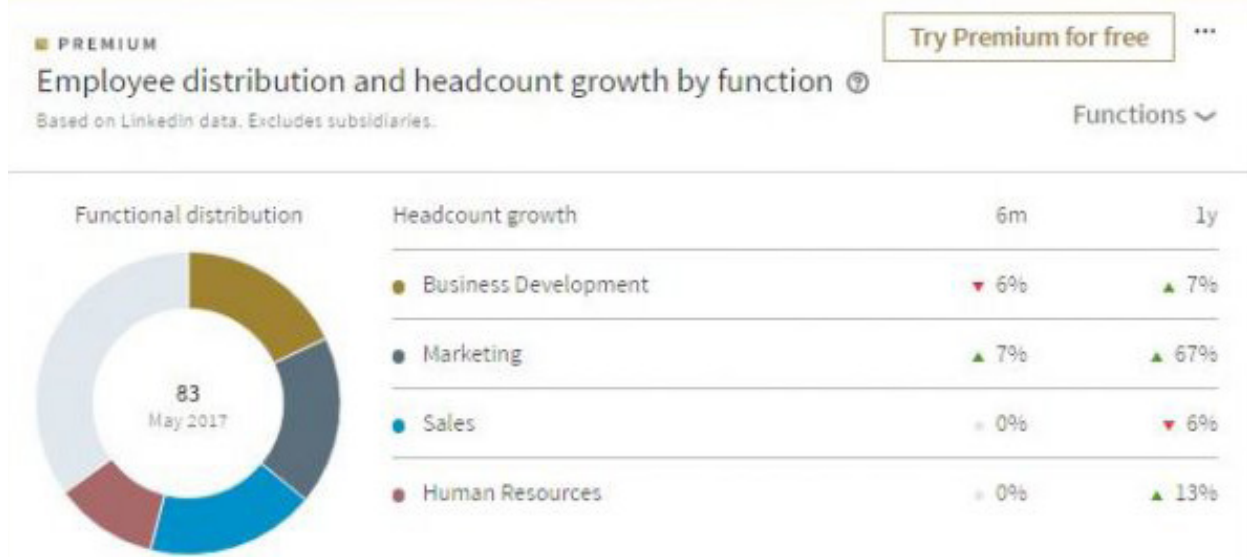 PREMIUM
Try Premium for free
Employee distribution and headcount growth by function
Based on LinkedIn data. Excludes subsidiaries.
Functions
Functional distribution
Headcount growth 6m 1y
Business Development ▼ 6% ▲ 7%
Marketing ▲ 7% ▲ 67%
Sales 0% ▼ 6%
Human Resources 0% ▲ 13%
83
May 2017